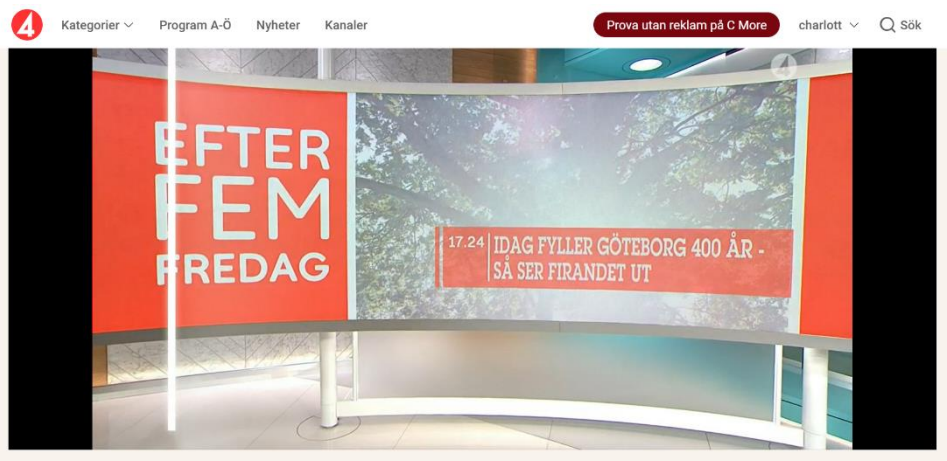 4
Kategorier
Program A-Ö
Nyheter
Kanaler
Prova utan reklam på C More
charlott
Sök
4
EFTER
FEM
FREDAG
17.24
IDAG FYLLER GÖTEBORG 400 ÅR -
SÅ SER FIRANDET UT